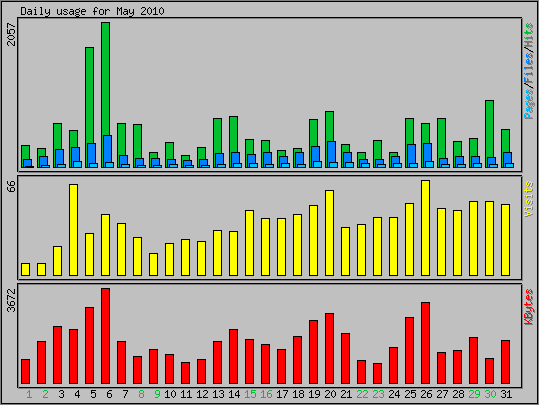 Daily usage for May 2010
2057
Pages/Files/Hits
66
Visits
3672
KBytes
1 2 3 4 5 6 7 8 9 10 11 12 13 14 15 16 17 18 19 20 21 22 23 24 25 26 27 28 29 30 31